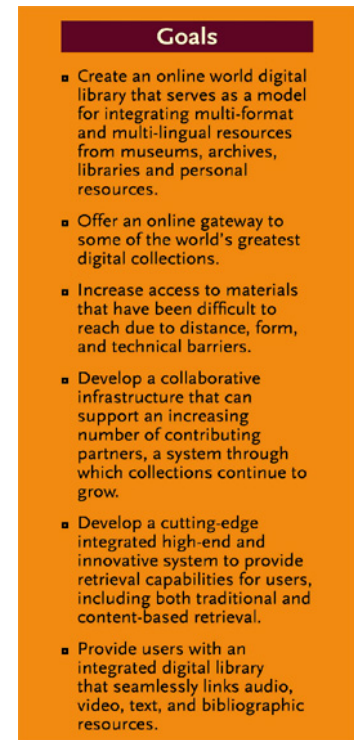 Goals
Create an online world digital
library that serves as a model
for integrating multi-format
and multi-lingual resources
from museums, archives,
libraries and personal
resources.
Offer an online gateway to
some of the world's greatest
digital collections.
Increase access to materials
that have been difficult to
reach due to distance, form,
and technical barriers.
Develop a collaborative
infrastructure that can
support an increasing
number of contributing
partners, a system through
which collections continue to
grow.
Develop a cutting-edge
integrated high-end and
innovative system to provide
retrieval capabilities for users,
including both traditional and
content-based retrieval.
Provide users with an
integrated digital library
that seamlessly links audio,
video, text, and bibliographic
resources.